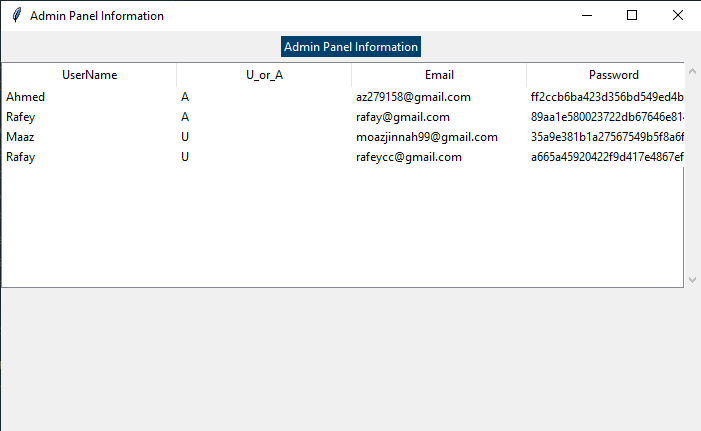 Admin Panel Information
Admin Panel Information
UserName U_or_A Email Password
Ahmed A az279158@gmail.com ff2ccb6ba423d356bd549ed4b
Rafey A rafay@gmail.com 89aa1e580023722db67646e81
Maaz U moazjinnah99@gmail.com 35a9e381b1a27567549b5f8a6f
Rafay U rafeycc@gmail.com a665a45920422f9d417e4867ef